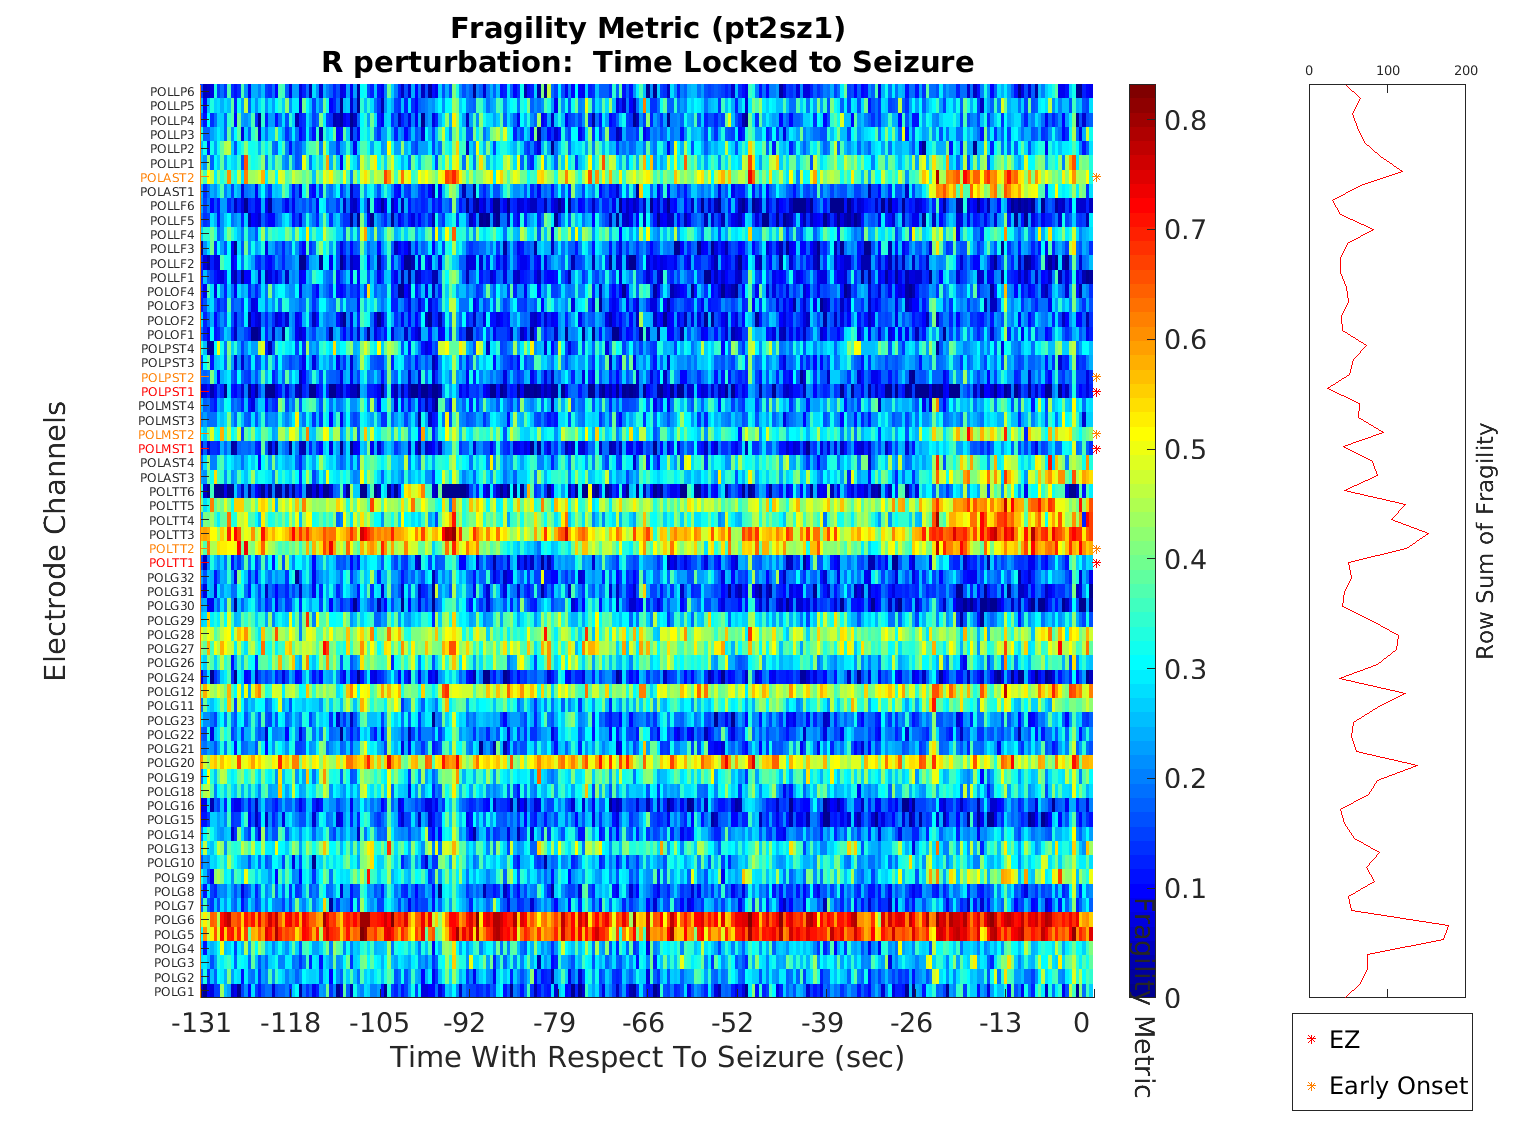 Fragility Metric (pt2sz1)
R perturbation:  Time Locked to Seizure
Electrode Channels
POLLP6
POLLP5
POLLP4
POLLP3
POLLP2
POLLP1
POLAST2
POLAST1
POLLF6
POLLF5
POLLF4
POLLF3
POLLF2
POLLF1
POLOF4
POLOF3
POLOF2
POLOF1
POLPST4
POLPST3
POLPST2
POLPST1
POLMST4
POLMST3
POLMST2
POLMST1
POLAST4
POLAST3
POLTT6
POLTT5
POLTT4
POLTT3
POLTT2
POLTT1
POLG32
POLG31
POLG30
POLG29
POLG28
POLG27
POLG26
POLG24
POLG12
POLG11
POLG23
POLG22
POLG21
POLG20
POLG19
POLG18
POLG16
POLG15
POLG14
POLG13
POLG10
POLG9
POLG8
POLG7
POLG6
POLG5
POLG4
POLG3
POLG2
POLG1
-131 -118 -105 -92 -79 -66 -52 -39 -26 -13 0
Time With Respect To Seizure (sec)
0.8
0.7
0.6
0.5
0.4
0.3
0.2
0.1
0
Fragility Metric
0 100 200
Row Sum of Fragility
EZ
Early Onset